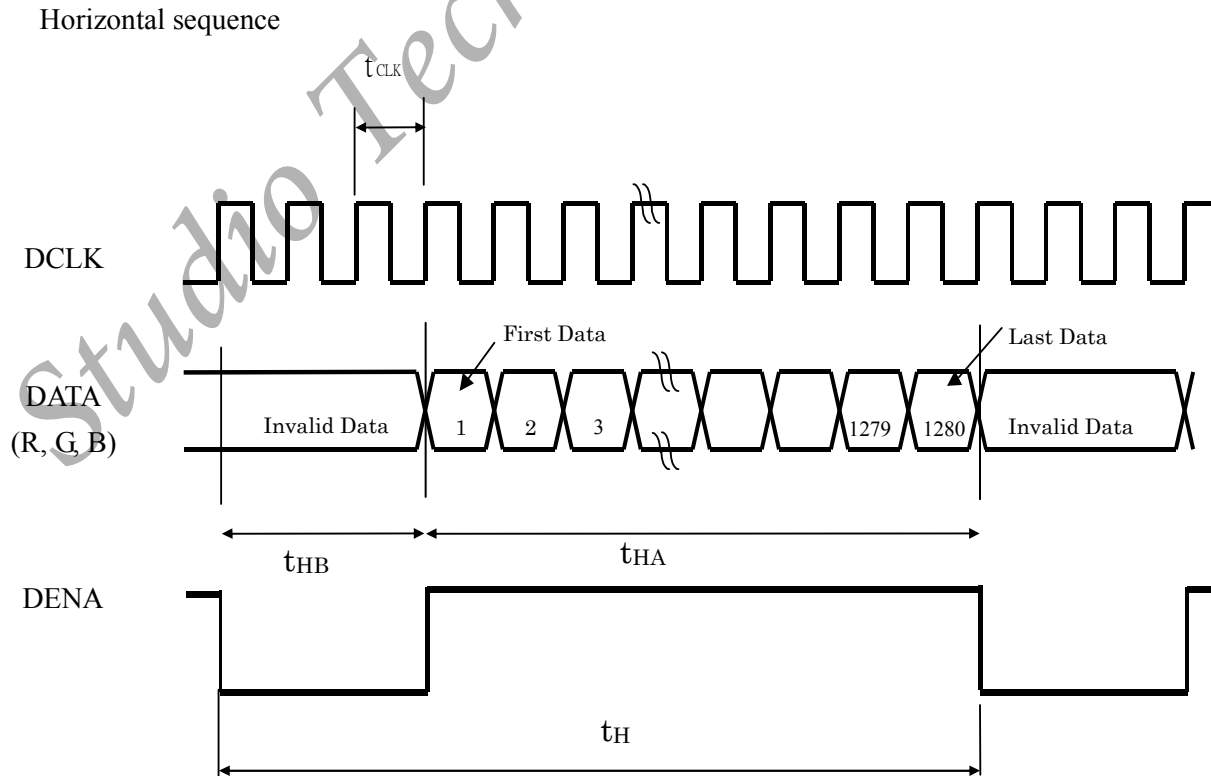 Horizontal sequence
tCLK
DCLK
First Data
Last Data
DATA
(R, G, B)
Invalid Data 1 2 3 1279 1280 Invalid Data
tHB
tHA
DENA
tH
Studio Tech